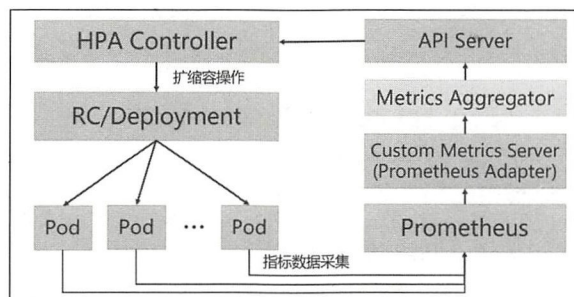 HPA Controller
扩缩容操作
RC/Deployment
Pod
Pod
...
Pod
指标数据采集
API Server
Metrics Aggregator
Custom Metrics Server
(Prometheus Adapter)
Prometheus